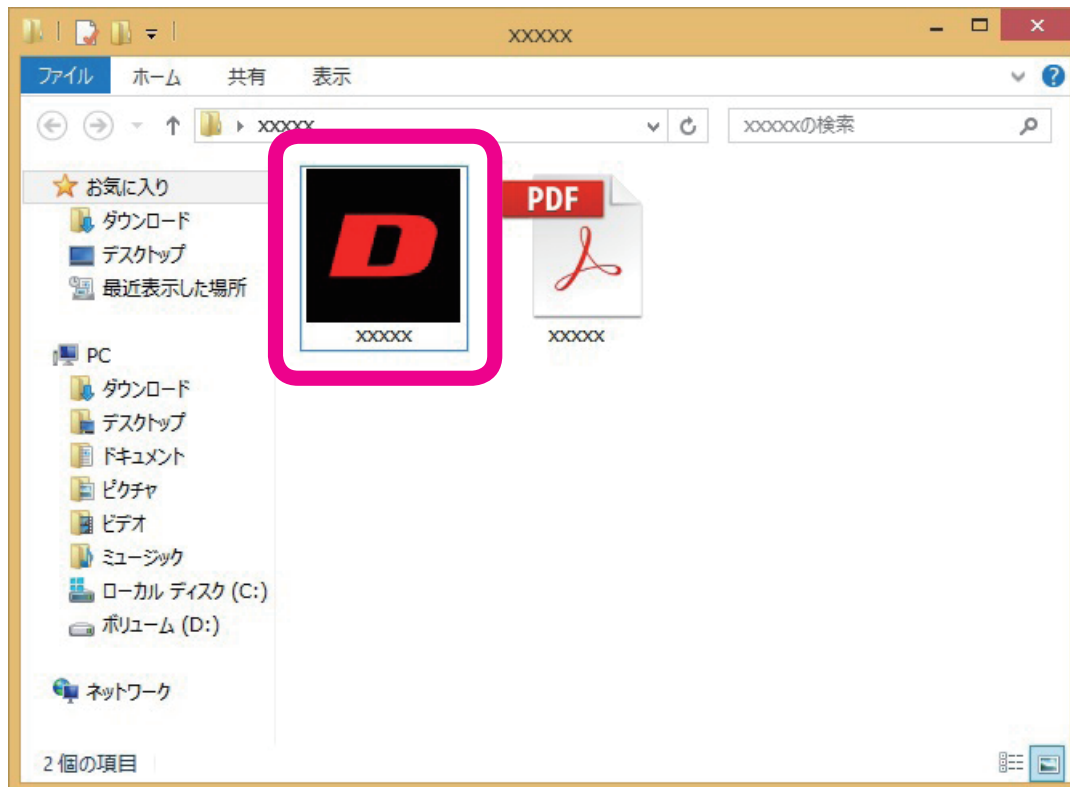 xxxxx
ファイル ホーム 共有 表示
xxxxx
xxxxxの検索
お気に入り
ダウンロード
デスクトップ
最近表示した場所
PC
ダウンロード
デスクトップ
ドキュメント
ピクチャ
ビデオ
ミュージック
ローカル ディスク (C:)
ボリューム (D:)
ネットワーク
D
xxxxx
PDF
xxxxx
2 個の項目